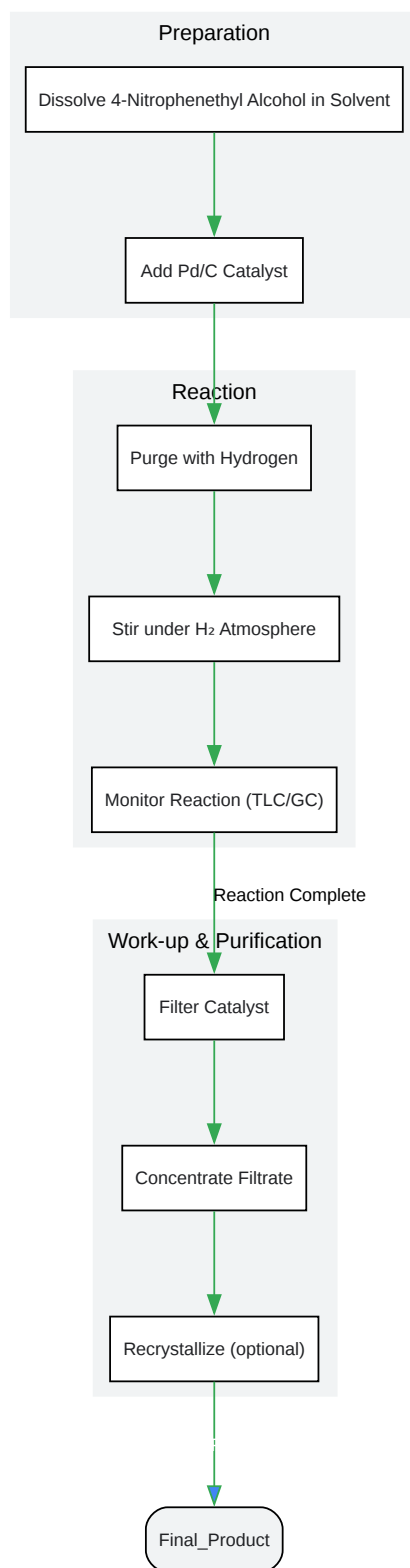 Preparation
Dissolve 4-Nitrophenethyl Alcohol in Solvent
Add Pd/C Catalyst
Reaction
Purge with Hydrogen
Stir under H₂ Atmosphere
Monitor Reaction (TLC/GC)
Reaction Complete
Work-up & Purification
Filter Catalyst
Concentrate Filtrate
Recrystallize (optional)
Final_Product